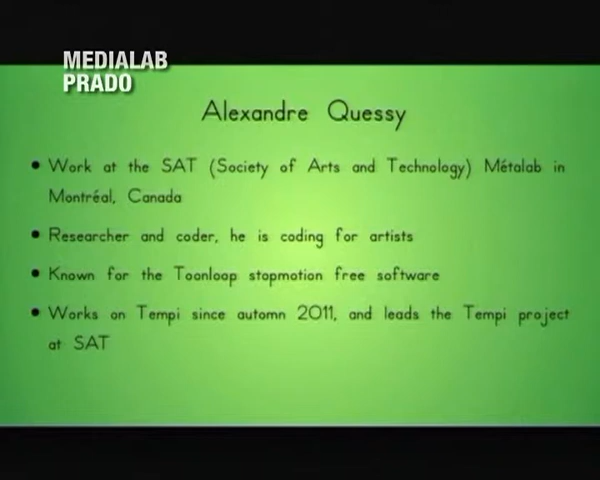 MEDIALAB
PRADO
Alexandre Quessy
• Work at the SAT (Society of Arts and Technology) Métalab in
Montréal, Canada
• Researcher and coder, he is coding for artists
• Known for the Toonloop stopmotion free software
• Works on Tempi since automn 2011, and leads the Tempi project
at SAT